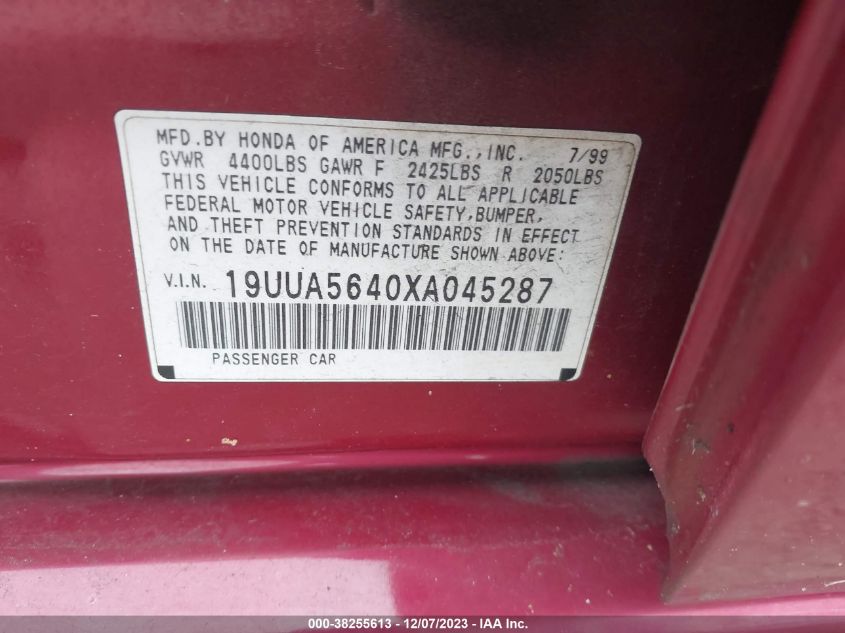 MFD.BY HONDA OF AMERICA MFG.,INC. 7/99
GVWR 4400LBS GAWR F 2425LBS R 2050LBS
THIS VEHICLE CONFORMS TO ALL APPLICABLE
FEDERAL MOTOR VEHICLE SAFETY,BUMPER,
AND THEFT PREVENTION STANDARDS IN EFFECT
ON THE DATE OF MANUFACTURE SHOWN ABOVE:
V.I.N. 19UUA5640XA045287
PASSENGER CAR
000-38255613 - 12/07/2023 - IAA Inc.